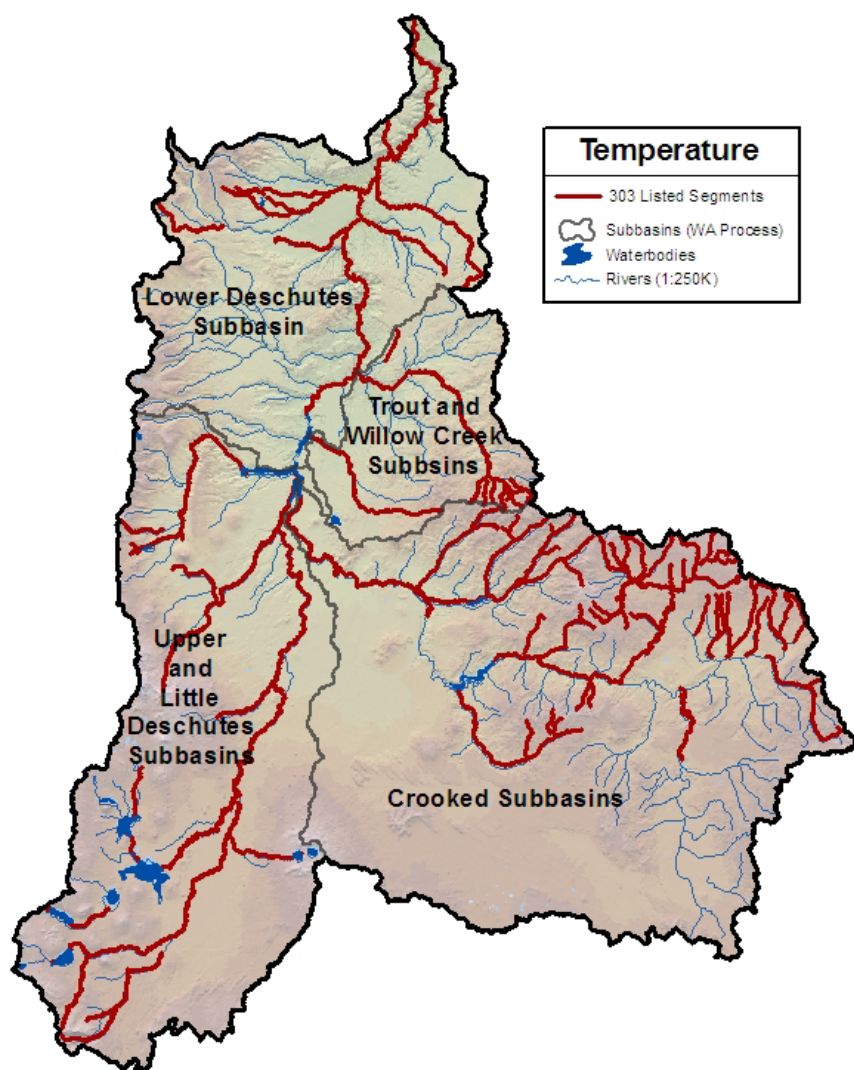 Temperature
303 Listed Segments
Subbasins (WA Process)
Waterbodies
Rivers (1:250K)
Lower Deschutes
Subbasin
Trout and
Willow Creek
Subbsins
Upper
and
Little
Deschutes
Subbasins
Crooked Subbasins